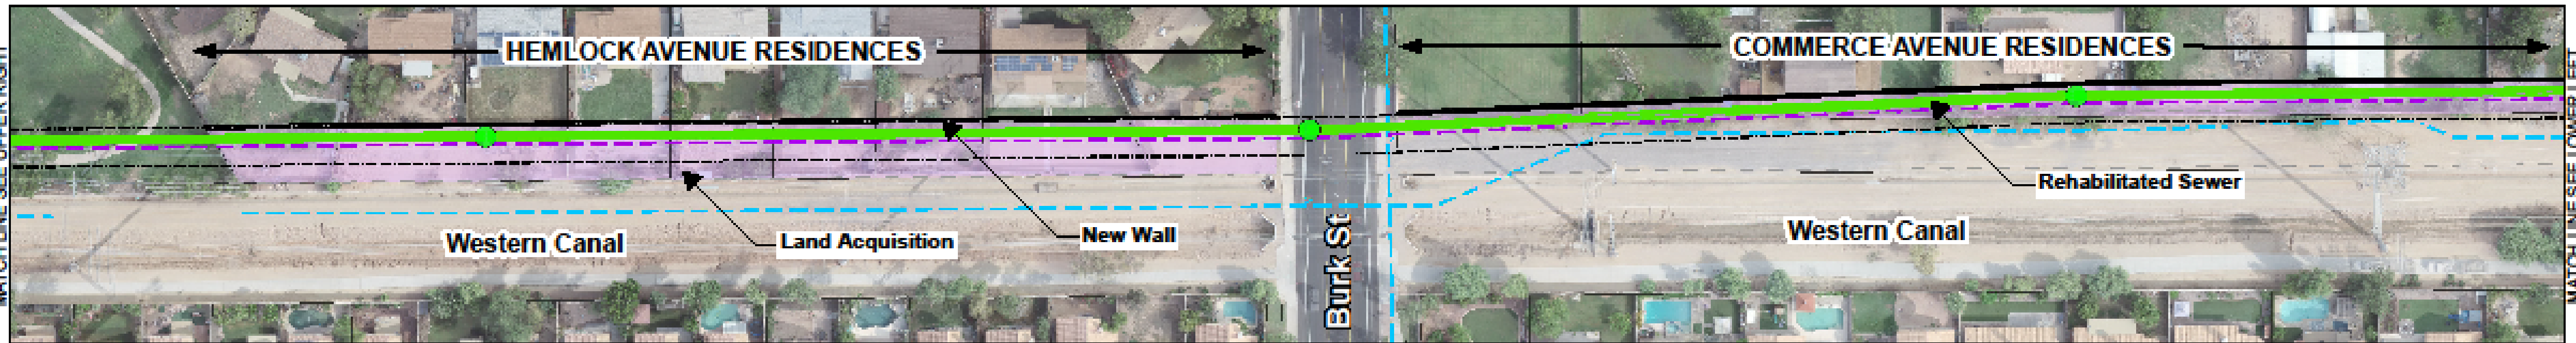 HEMLOCK AVENUE RESIDENCES
COMMERCE AVENUE RESIDENCES
Rehabilitated Sewer
Western Canal
Land Acquisition
New Wall
Burk St
Western Canal